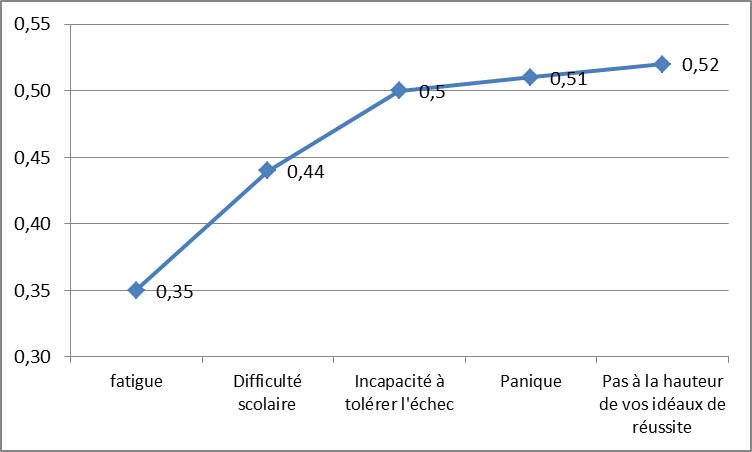 0,55
0,50
0,45
0,40
0,35
0,30
0,35
0,44
0,5
0,51
0,52
fatigue
Difficulté
scolaire
Incapacité à
tolérer l'échec
Panique
Pas à la hauteur
de vos idéaux de
réussite